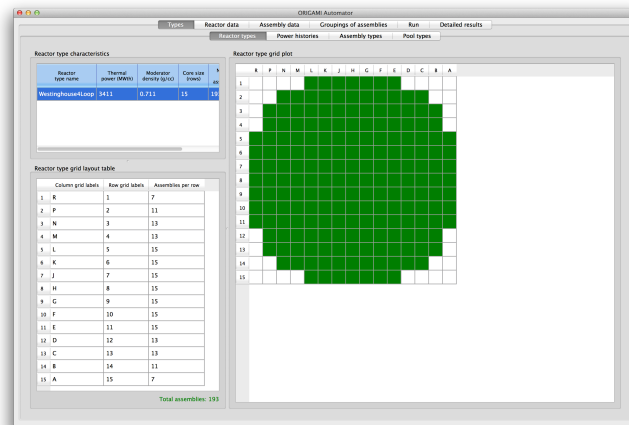 ORIGAMI Automator
Types Reactor data Assembly data Groupings of assemblies Run Detailed results
Reactor types Power histories Assembly types Pool types
Reactor type characteristics
Reactor type name Thermal power (MWth) Moderator density (g/cc) Core size (rows)
Westinghouse4Loop 3411 0.711 15 19
Reactor type grid layout table
Column grid labels Row grid labels Assemblies per row
1 R 1 7
2 P 2 11
3 N 3 13
4 M 4 13
5 L 5 15
6 K 6 15
7 J 7 15
8 H 8 15
9 G 9 15
10 F 10 15
11 E 11 15
12 D 12 13
13 C 13 13
14 B 14 11
15 A 15 7
Total assemblies: 193
Reactor type grid plot
R P N M L K J H G F E D C B A
1
2
3
4
5
6
7
8
9
10
11
12
13
14
15